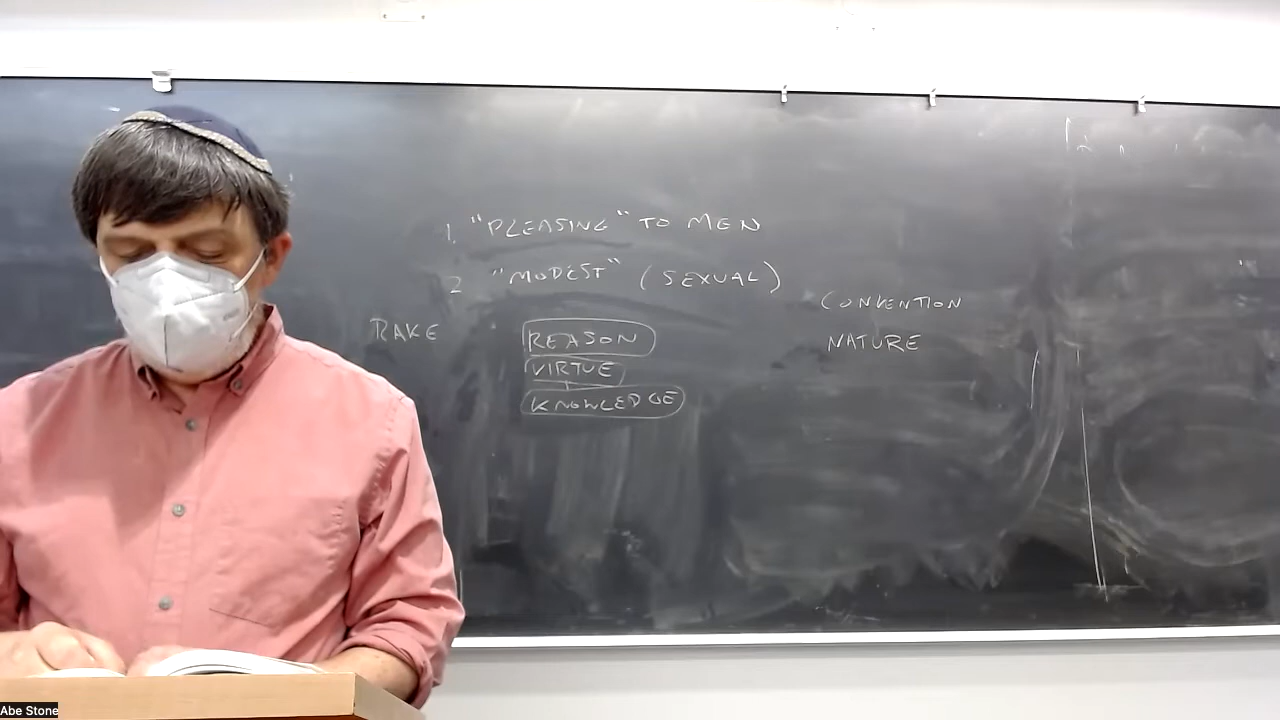 1. "PLEASING" TO MEN
2 "MODEST" (SEXUAL)
CONVENTION
RAKE REASON NATURE
VIRTUE
KNOWLEDGE
Abe Stone